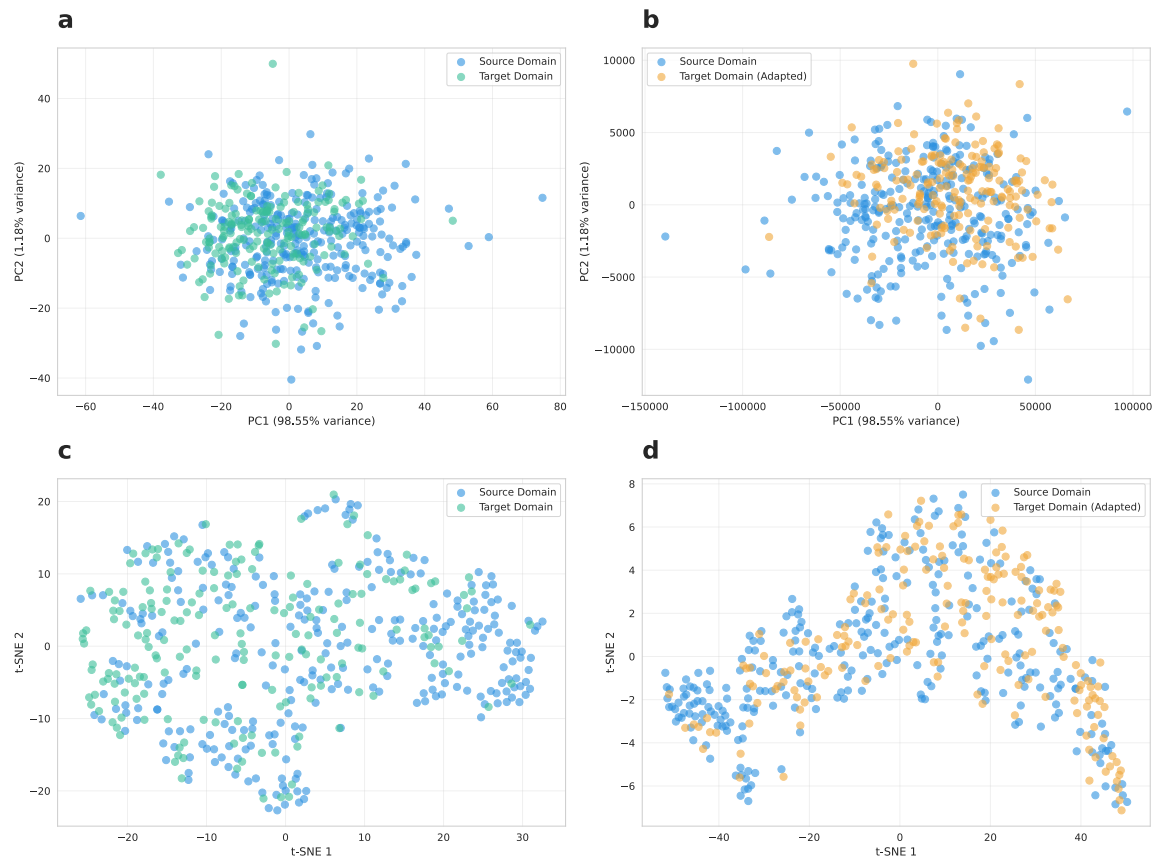 a
Source Domain
Target Domain
40
20
0
−20
−40
−60
−40
−20
0
20
40
60
80
PC2 (1.18% variance)
PC1 (98.55% variance)
b
Source Domain
Target Domain (Adapted)
10000
5000
0
−5000
−10000
−150000
−100000
−50000
0
50000
100000
PC2 (1.18% variance)
PC1 (98.55% variance)
c
Source Domain
Target Domain
20
10
0
−10
−20
−20
−10
0
10
20
30
t-SNE 2
t-SNE 1
d
Source Domain
Target Domain (Adapted)
8
6
4
2
0
−2
−4
−6
−40
−20
0
20
40
t-SNE 2
t-SNE 1